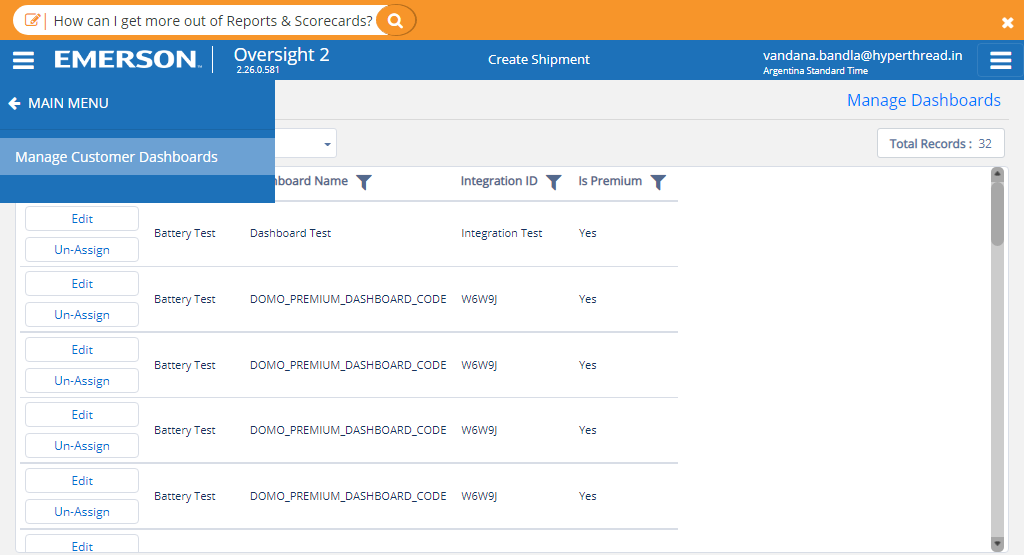 How can I get more out of Reports & Scorecards?
EMERSON
Oversight 2
2.26.0.581
Create Shipment
vandana.bandla@hyperthread.in
Argentina Standard Time
MAIN MENU
Manage Dashboards
Manage Customer Dashboards
Total Records : 32
hboard Name Integration ID Is Premium
Edit
Un-Assign
Battery Test Dashboard Test Integration Test Yes
Edit
Un-Assign
Battery Test DOMO_PREMIUM_DASHBOARD_CODE W6W9J Yes
Edit
Un-Assign
Battery Test DOMO_PREMIUM_DASHBOARD_CODE W6W9J Yes
Edit
Un-Assign
Battery Test DOMO_PREMIUM_DASHBOARD_CODE W6W9J Yes
Edit
Un-Assign
Battery Test DOMO_PREMIUM_DASHBOARD_CODE W6W9J Yes
Edit